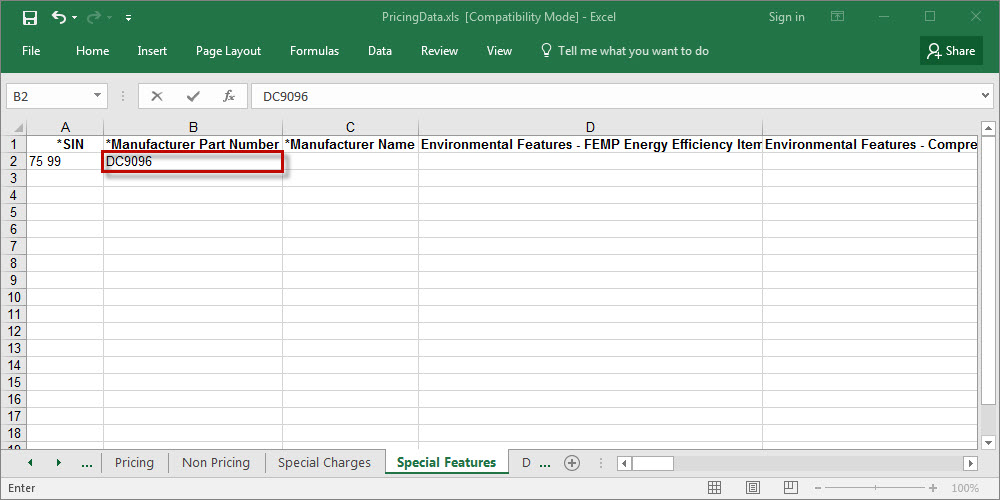 PricingData.xls [Compatibility Mode] - Excel
Sign in
File Home Insert Page Layout Formulas Data Review View Tell me what you want to do Share
B2 fx DC9096
A B C D
1 *SIN *Manufacturer Part Number *Manufacturer Name Environmental Features - FEMP Energy Efficiency Item Environmental Features - Compre
2 75 99 DC9096
3
4
5
6
7
8
9
10
11
12
13
14
15
16
17
18
19
... Pricing Non Pricing Special Charges Special Features D ...
Enter 100%